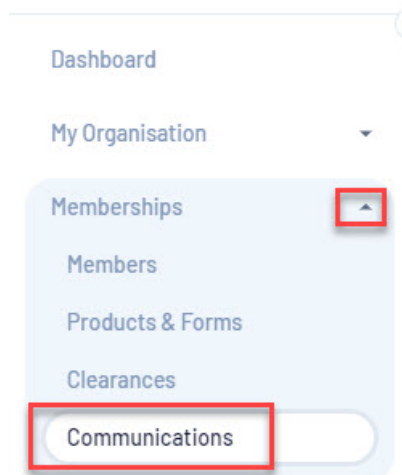 Dashboard
My Organisation
Memberships
Members
Products & Forms
Clearances
Communications